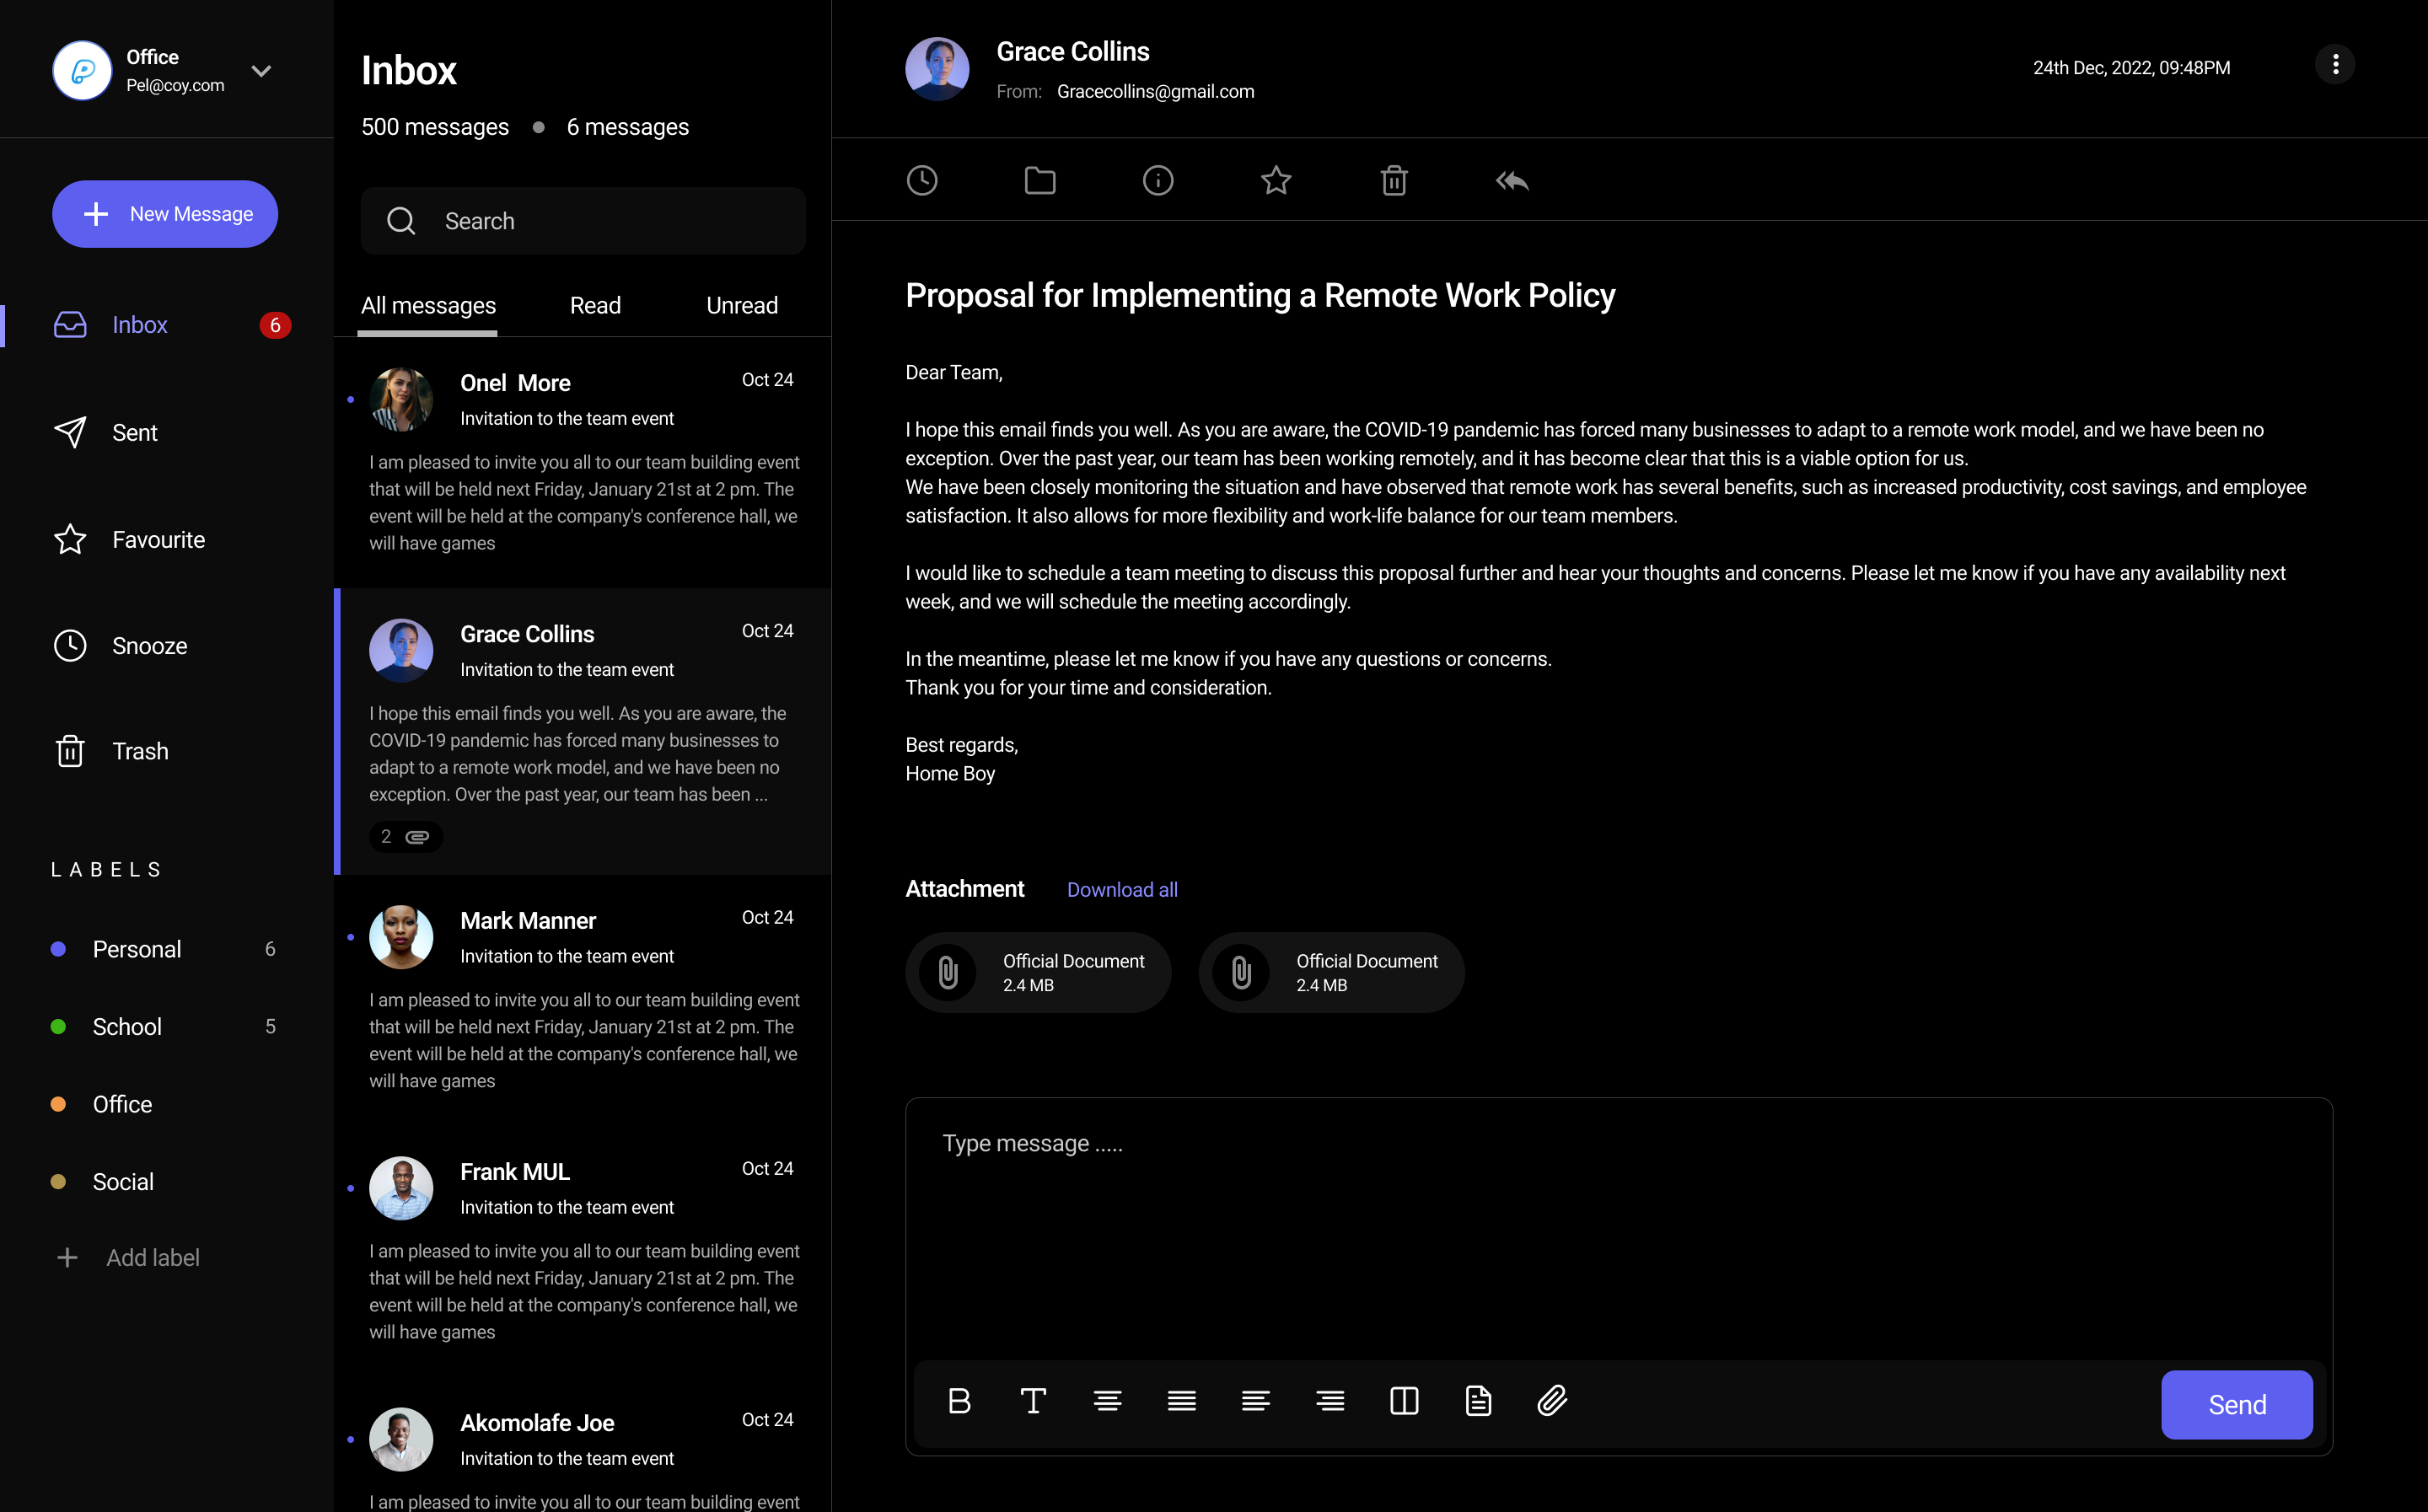 Office
Pel@coy.com
New Message
Inbox
6
Sent
Favourite
Snooze
Trash
LABELS
Personal
6
School
5
Office
Social
Add label
Inbox
500 messages
6 messages
Search
All messages
Read
Unread
Onel More
Oct 24
Invitation to the team event
I am pleased to invite you all to our team building event
that will be held next Friday, January 21st at 2 pm. The
event will be held at the company's conference hall, we
will have games
Grace Collins
Oct 24
Invitation to the team event
I hope this email finds you well. As you are aware, the
COVID-19 pandemic has forced many businesses to
adapt to a remote work model, and we have been no
exception. Over the past year, our team has been ...
2
Mark Manner
Oct 24
Invitation to the team event
I am pleased to invite you all to our team building event
that will be held next Friday, January 21st at 2 pm. The
event will be held at the company's conference hall, we
will have games
Frank MUL
Oct 24
Invitation to the team event
I am pleased to invite you all to our team building event
that will be held next Friday, January 21st at 2 pm. The
event will be held at the company's conference hall, we
will have games
Akomolafe Joe
Oct 24
Invitation to the team event
I am pleased to invite you all to our team building event
Grace Collins
From: Gracecollins@gmail.com
24th Dec, 2022, 09:48PM
Proposal for Implementing a Remote Work Policy
Dear Team,
I hope this email finds you well. As you are aware, the COVID-19 pandemic has forced many businesses to adapt to a remote work model, and we have been no
exception. Over the past year, our team has been working remotely, and it has become clear that this is a viable option for us.
We have been closely monitoring the situation and have observed that remote work has several benefits, such as increased productivity, cost savings, and employee
satisfaction. It also allows for more flexibility and work-life balance for our team members.
I would like to schedule a team meeting to discuss this proposal further and hear your thoughts and concerns. Please let me know if you have any availability next
week, and we will schedule the meeting accordingly.
In the meantime, please let me know if you have any questions or concerns.
Thank you for your time and consideration.
Best regards,
Home Boy
Attachment
Download all
Official Document
2.4 MB
Official Document
2.4 MB
Type message .....
B
T
Send